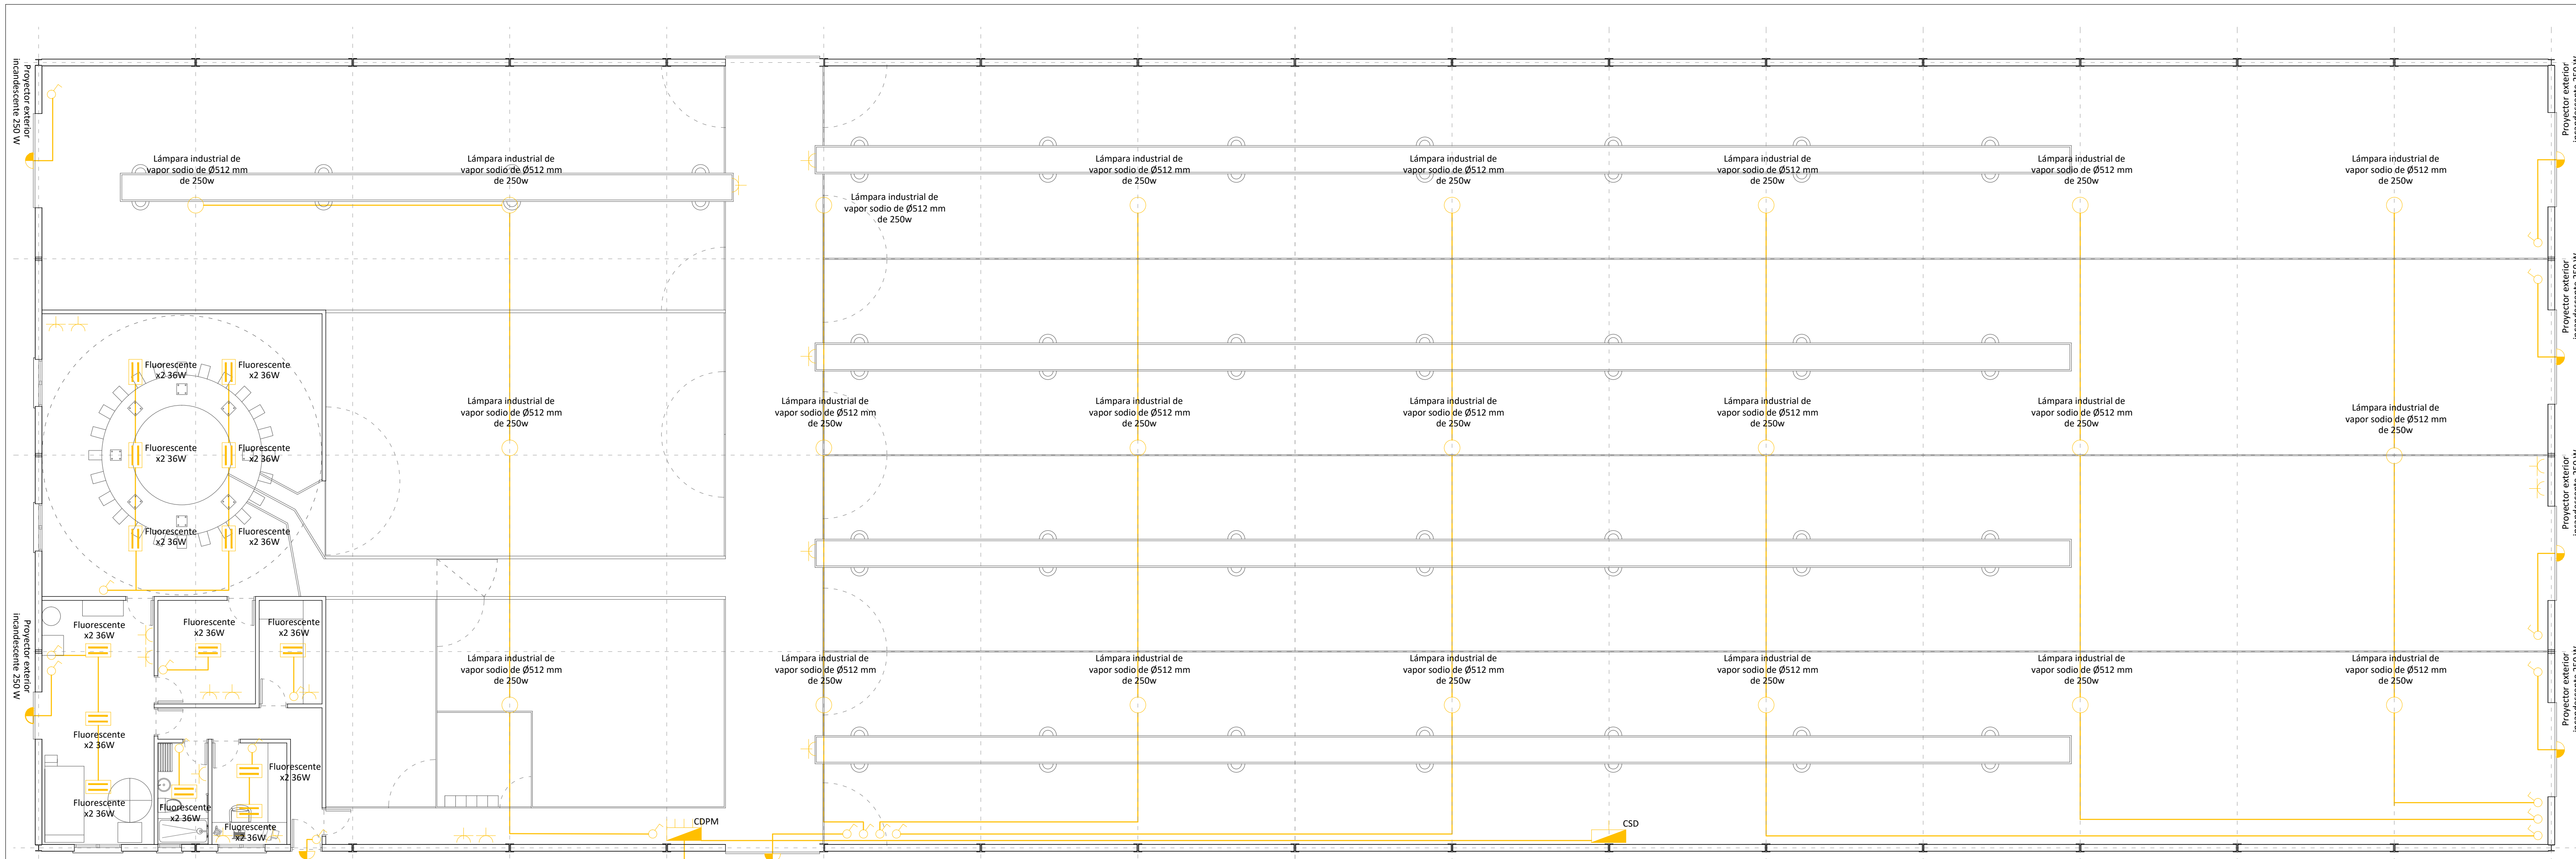 Proyector exterior
incandescente 250 W
Lámpara industrial de
vapor sodio de Ø512 mm
de 250w
Lámpara industrial de
vapor sodio de Ø512 mm
de 250w
Lámpara industrial de
vapor sodio de Ø512 mm
de 250w
Lámpara industrial de
vapor sodio de Ø512 mm
de 250w
Lámpara industrial de
vapor sodio de Ø512 mm
de 250w
Lámpara industrial de
vapor sodio de Ø512 mm
de 250w
Lámpara industrial de
vapor sodio de Ø512 mm
de 250w
Lámpara industrial de
vapor sodio de Ø512 mm
de 250w
Proyector exterior
incandescente 250 W
Proyector exterior
incandescente 250 W
Fluorescente
x2 36W
Fluorescente
x2 36W
Fluorescente
x2 36W
Fluorescente
x2 36W
Fluorescente
x2 36W
Fluorescente
x2 36W
Lámpara industrial de
vapor sodio de Ø512 mm
de 250w
Lámpara industrial de
vapor sodio de Ø512 mm
de 250w
Lámpara industrial de
vapor sodio de Ø512 mm
de 250w
Lámpara industrial de
vapor sodio de Ø512 mm
de 250w
Lámpara industrial de
vapor sodio de Ø512 mm
de 250w
Lámpara industrial de
vapor sodio de Ø512 mm
de 250w
Lámpara industrial de
vapor sodio de Ø512 mm
de 250w
Proyector exterior
incandescente 250 W
Proyector exterior
incandescente 250 W
Fluorescente
x2 36W
Fluorescente
x2 36W
Fluorescente
x2 36W
Lámpara industrial de
vapor sodio de Ø512 mm
de 250w
Lámpara industrial de
vapor sodio de Ø512 mm
de 250w
Lámpara industrial de
vapor sodio de Ø512 mm
de 250w
Lámpara industrial de
vapor sodio de Ø512 mm
de 250w
Lámpara industrial de
vapor sodio de Ø512 mm
de 250w
Lámpara industrial de
vapor sodio de Ø512 mm
de 250w
Lámpara industrial de
vapor sodio de Ø512 mm
de 250w
Proyector exterior
incandescente 250 W
Fluorescente
x2 36W
Fluorescente
x2 36W
Fluorescente
x2 36W
Fluorescente
x2 36W
Fluorescente
x2 36W
CDPM
CSD